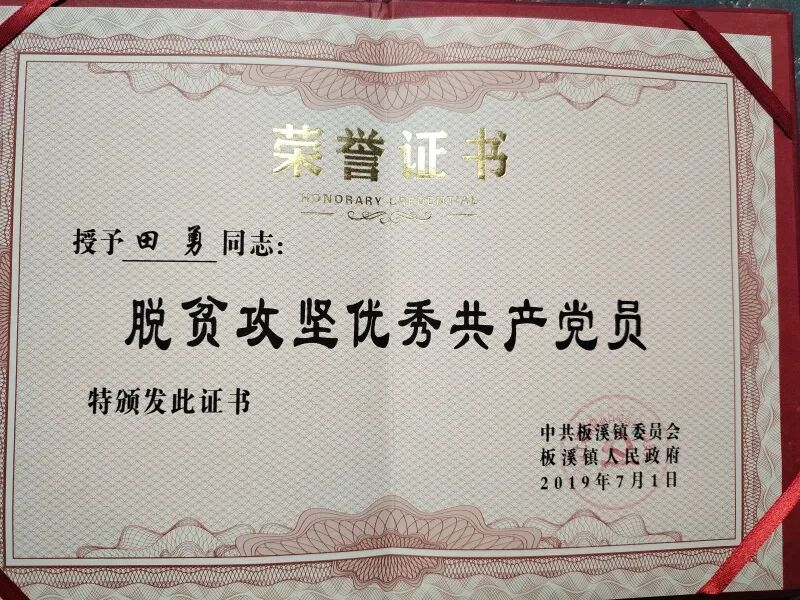 荣誉证书
HONORARY CREDENTIAL
授予 田 勇 同志：
脱贫攻坚优秀共产党员
特颁发此证书
中共板溪镇委员会
板溪镇人民政府
2019年7月1日